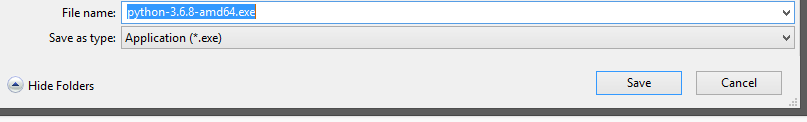 File name: python-3.6.8-amd64.exe
Save as type: Application (*.exe)
Hide Folders Save Cancel